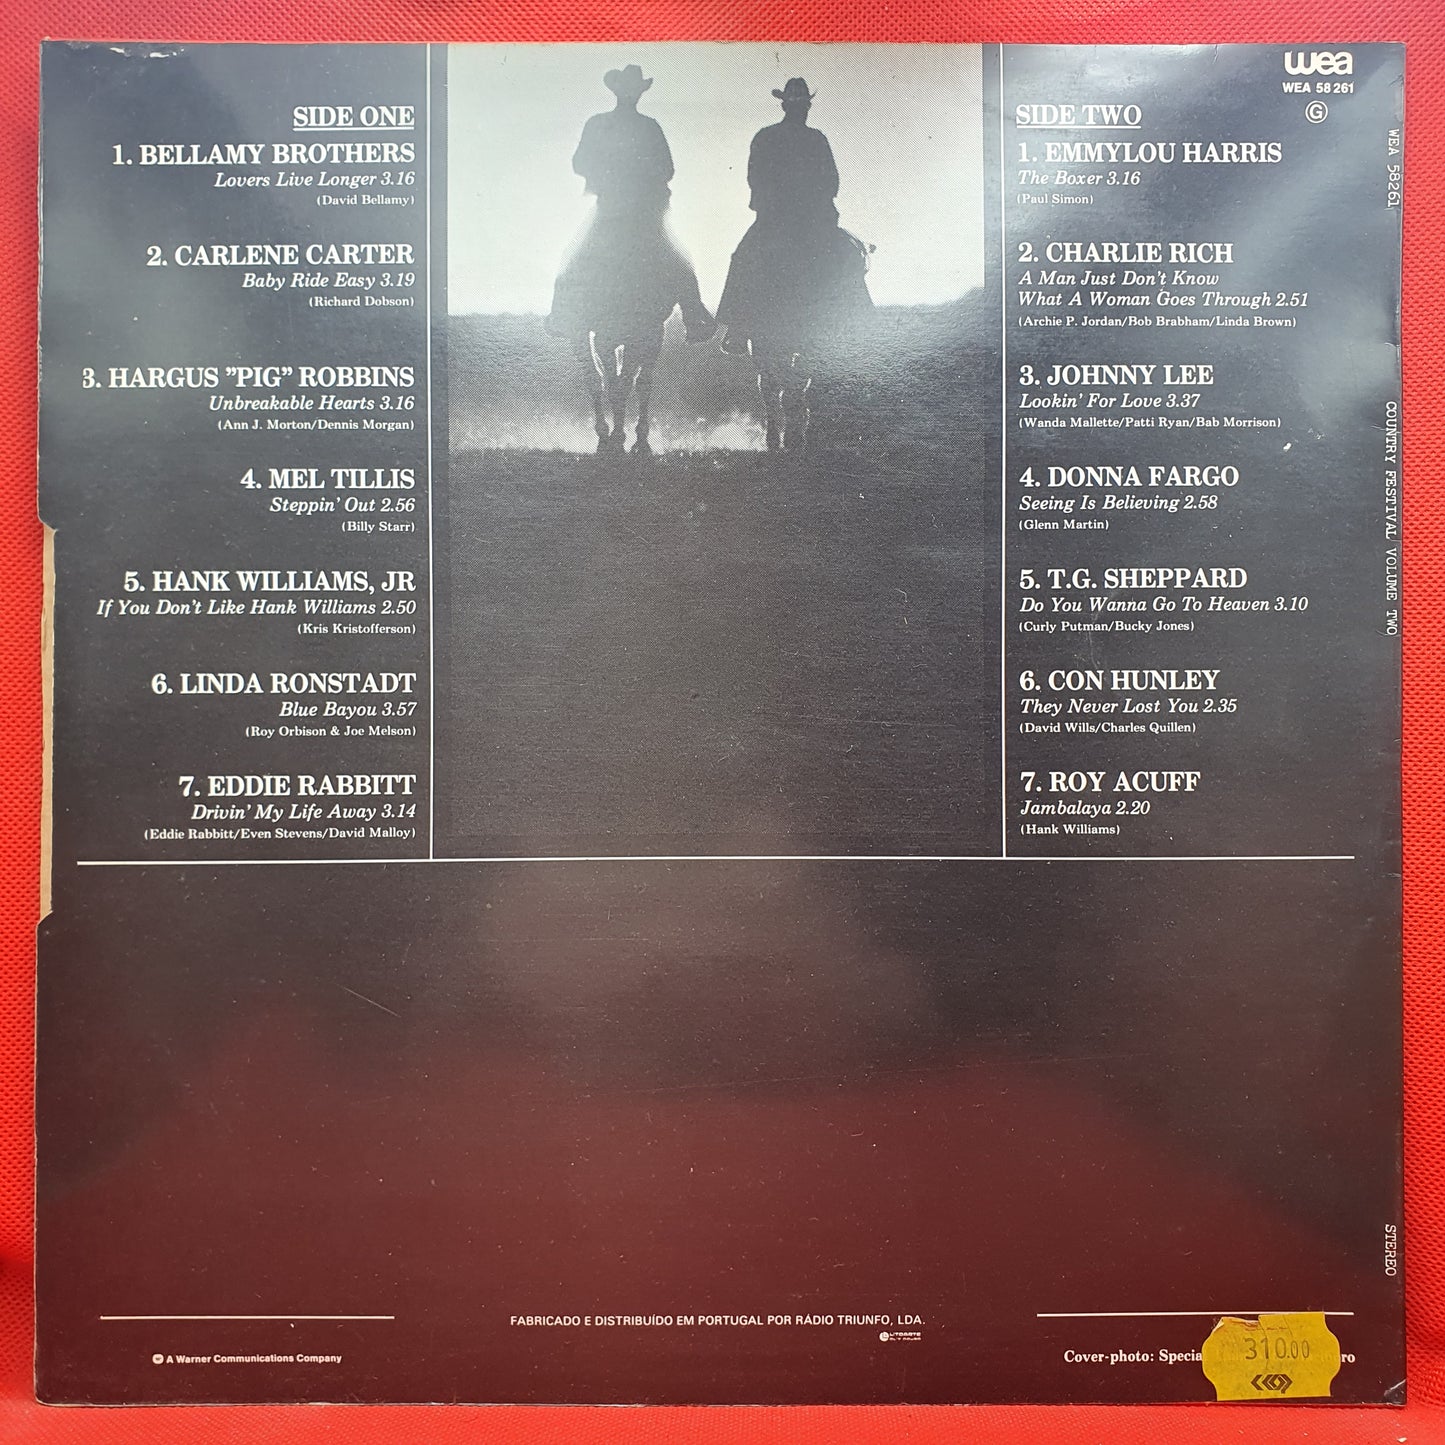 SIDE ONE
1. BELLAMY BROTHERS
Lovers Live Longer 3.16
(David Bellamy)
2. CARLENE CARTER
Baby Ride Easy 3.19
(Richard Dobson)
3. HARGUS ”PIG” ROBBINS
Unbreakable Hearts 3.16
(Ann J. Morton/Dennis Morgan)
4. MEL TILLIS
Steppin' Out 2.56
(Billy Starr)
5. HANK WILLIAMS, JR
If You Don't Like Hank Williams 2.50
(Kris Kristofferson)
6. LINDA RONSTADT
Blue Bayou 3.57
(Roy Orbison & Joe Melson)
7. EDDIE RABBITT
Drivin' My Life Away 3.14
(Eddie Rabbitt/Even Stevens/David Malloy)
wea
WEA 58 261
G
SIDE TWO
1. EMMYLOU HARRIS
The Boxer 3.16
(Paul Simon)
2. CHARLIE RICH
A Man Just Don't Know
What A Woman Goes Through 2.51
(Archie P. Jordan/Bob Brabham/Linda Brown)
3. JOHNNY LEE
Lookin' For Love 3.37
(Wanda Mallette/Patti Ryan/Bab Morrison)
4. DONNA FARGO
Seeing Is Believing 2.58
(Glenn Martin)
5. T.G. SHEPPARD
Do You Wanna Go To Heaven 3.10
(Curly Putman/Bucky Jones)
6. CON HUNLEY
They Never Lost You 2.35
(David Wills/Charles Quillen)
7. ROY ACUFF
Jambalaya 2.20
(Hank Williams)
WEA 58261 COUNTRY FESTIVAL VOLUME TWO STEREO
FABRICADO E DISTRIBUÍDO EM PORTUGAL POR RÁDIO TRIUNFO, LDA.
LITOARTE
A Warner Communications Company
Cover-photo:
310.00